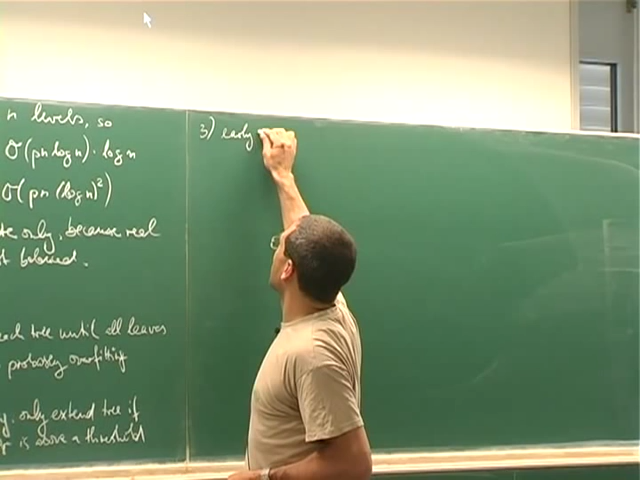 n levels, so
O(pn log n) · log n
O(pn (log n)²)
te only, because real
t balanced.
each tree until all leaves
probably overfitting
y, only extend tree if
is above a threshold
3) early